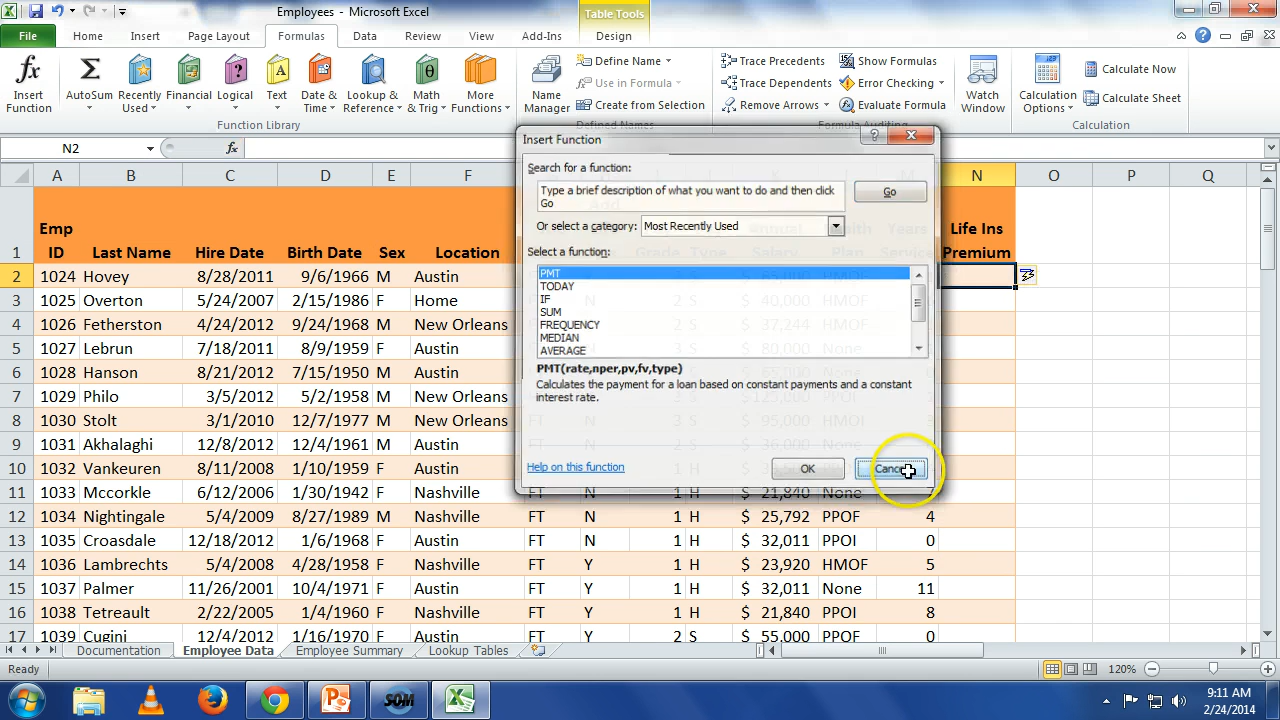 Employees - Microsoft Excel
Table Tools
File Home Insert Page Layout Formulas Data Review View Add-Ins Design
Insert Function
AutoSum
Recently Used
Financial
Logical
Text
Date & Time
Lookup & Reference
Math & Trig
More Functions
Function Library
Name Manager
Define Name
Use in Formula
Create from Selection
Defined Names
Trace Precedents
Trace Dependents
Remove Arrows
Show Formulas
Error Checking
Evaluate Formula
Formula Auditing
Watch Window
Calculation Options
Calculate Now
Calculate Sheet
Calculation
N2
fx
Insert Function
Search for a function:
Type a brief description of what you want to do and then click
Go
Go
Or select a category: Most Recently Used
Select a function:
PMT
TODAY
IF
SUM
FREQUENCY
MEDIAN
AVERAGE
PMT(rate,nper,pv,fv,type)
Calculates the payment for a loan based on constant payments and a constant
interest rate.
Help on this function
OK
Cancel
A B C D E F N O P Q
1 Emp ID Last Name Hire Date Birth Date Sex Location Life Ins Premium
2 1024 Hovey 8/28/2011 9/6/1966 M Austin
3 1025 Overton 5/24/2007 2/15/1986 F Home
4 1026 Fetherston 4/24/2012 9/24/1968 M New Orleans
5 1027 Lebrun 7/18/2011 8/9/1959 F Austin
6 1028 Hanson 8/21/2012 7/15/1950 M Austin
7 1029 Philo 3/5/2012 5/2/1958 M New Orleans
8 1030 Stolt 3/1/2010 12/7/1977 M New Orleans
9 1031 Akhalaghi 12/8/2012 12/4/1961 M Austin
10 1032 Vankeuren 8/11/2008 1/10/1959 F Austin
11 1033 Mccorkle 6/12/2006 1/30/1942 F Nashville FT N 1 H $ 21,840 None 7
12 1034 Nightingale 5/4/2009 8/27/1989 M Nashville FT N 1 H $ 25,792 PPOF 4
13 1035 Croasdale 12/18/2012 1/6/1968 F Nashville FT N 1 H $ 32,011 PPOI 0
14 1036 Lambrechts 5/4/2008 4/28/1958 F Nashville FT Y 1 H $ 23,920 HMOF 5
15 1037 Palmer 11/26/2001 10/4/1971 F Austin FT Y 1 H $ 32,011 None 11
16 1038 Tetreault 2/22/2005 1/4/1960 F Nashville FT Y 1 H $ 21,840 PPOI 8
17 1039 Cugini 12/4/2012 1/16/1970 F Austin FT Y 2 S $ 55,000 PPOF 0
Documentation Employee Data Employee Summary Lookup Tables
Ready
120%
SOM
9:11 AM
2/24/2014